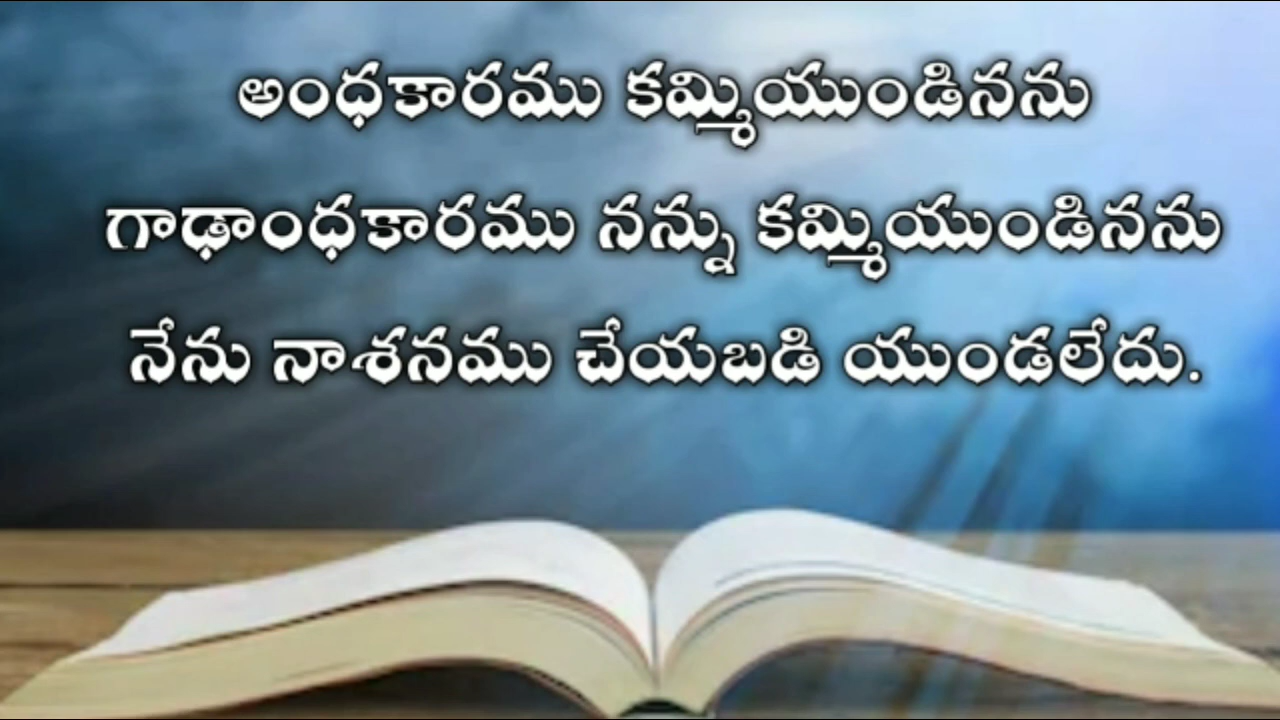 అంధకారము కమ్మియుండినను
గాఢాంధకారము నన్ను కమ్మియుండినను
నేను నాశనము చేయబడి యుండలేదు.